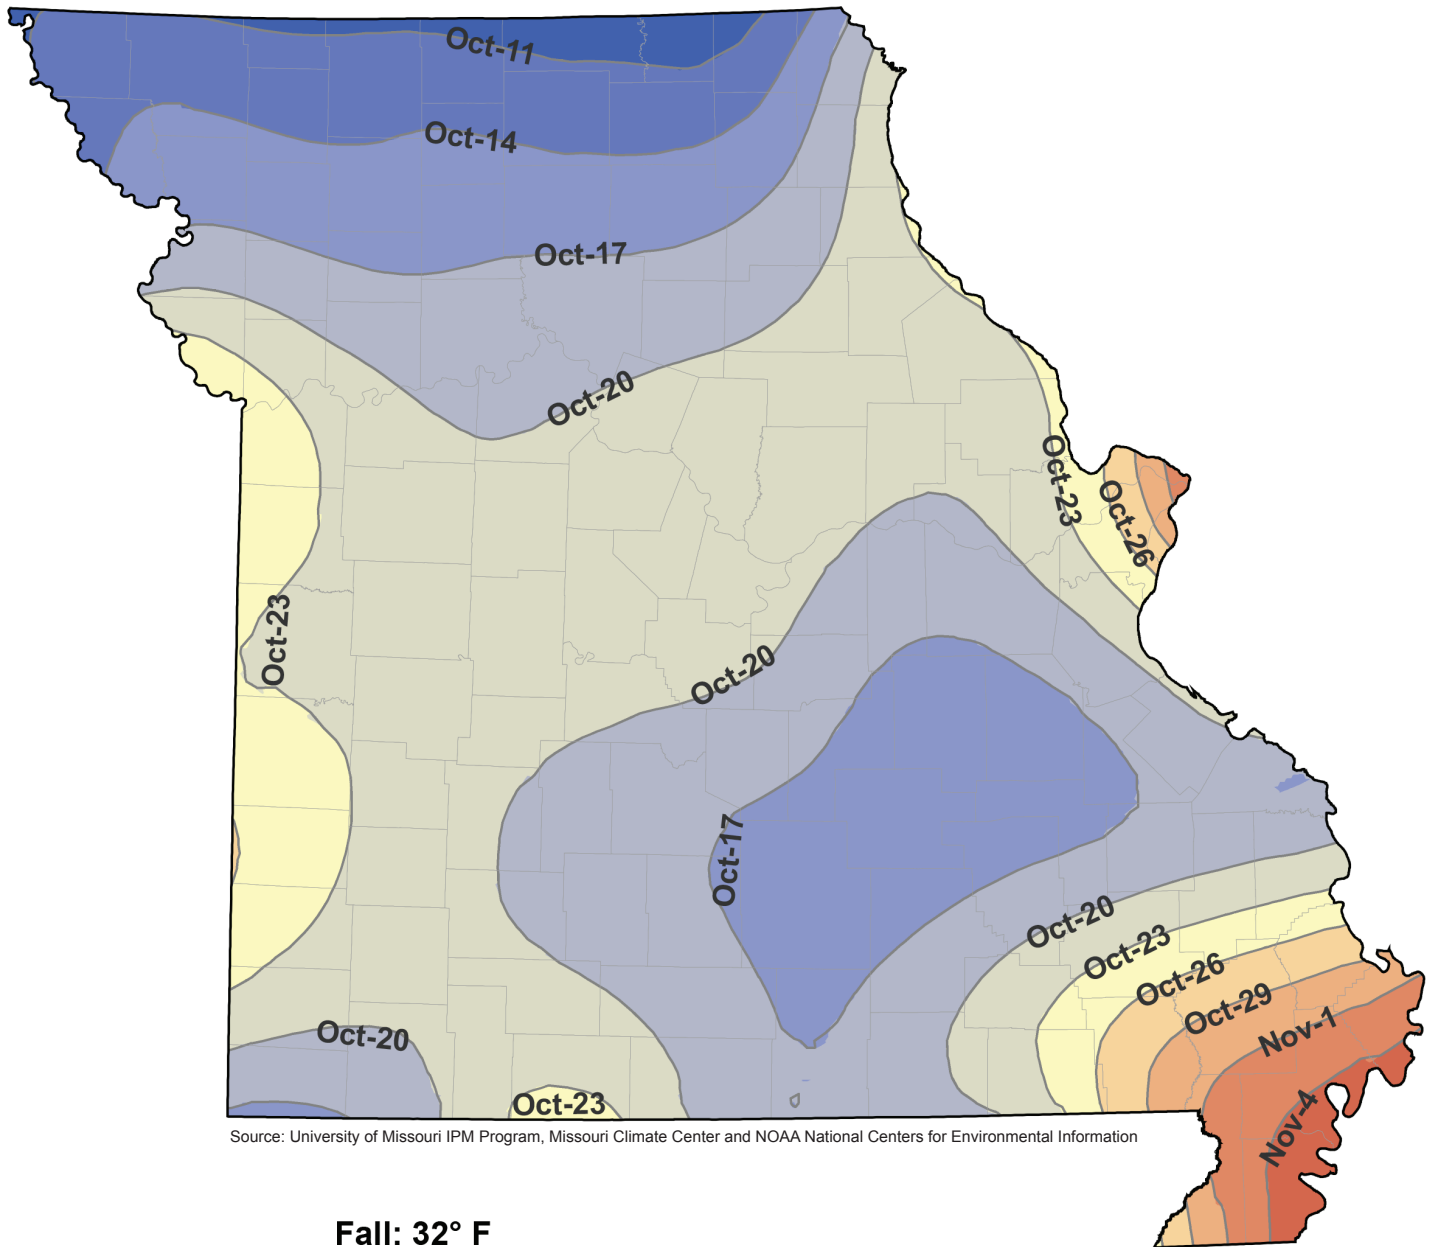 Oct-11
Oct-14
Oct-17
Oct-20
Oct-23
Oct-26
Oct-23
Oct-20
Oct-17
Oct-20
Oct-23
Oct-26
Oct-29
Nov-1
Oct-20
Oct-23
Nov-4
Source: University of Missouri IPM Program, Missouri Climate Center and NOAA National Centers for Environmental Information
Fall: 32° F